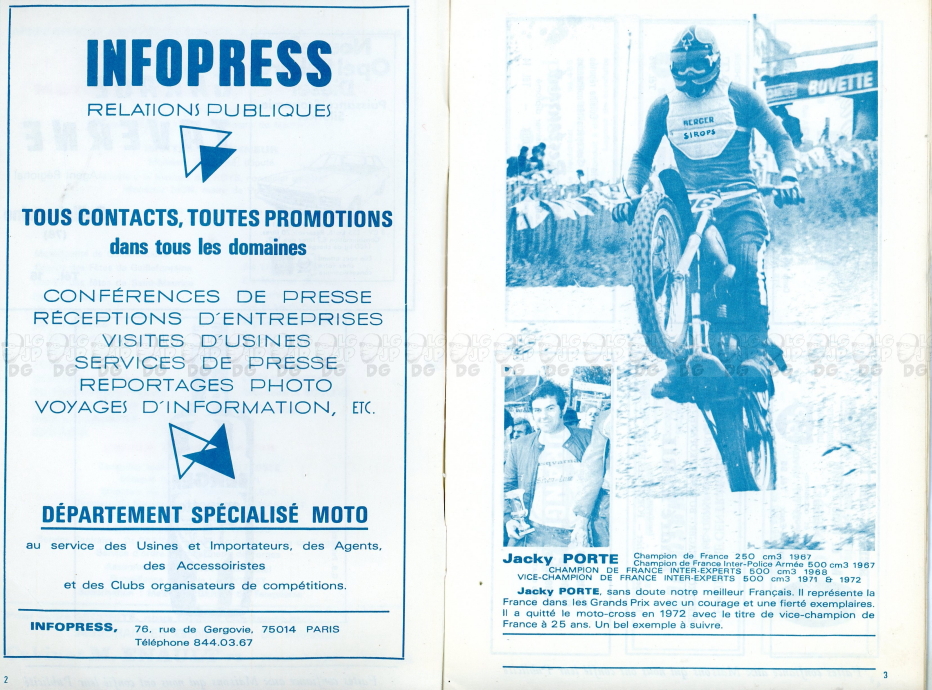 INFOPRESS
RELATIONS PUBLIQUES
TOUS CONTACTS, TOUTES PROMOTIONS
dans tous les domaines
CONFÉRENCES DE PRESSE
RÉCEPTIONS D'ENTREPRISES
VISITES D'USINES
SERVICES DE PRESSE
REPORTAGES PHOTO
VOYAGES D'INFORMATION, ETC.
DÉPARTEMENT SPÉCIALISÉ MOTO
au service des Usines et Importateurs, des Agents,
des Accessoiristes
et des Clubs organisateurs de compétitions.
INFOPRESS, 76, rue de Gergovie, 75014 PARIS
Téléphone 844.03.67
2
BUVETTE
MERGER
SIROPS
Jacky PORTE Champion de France 250 cm3 1967
Champion de France Inter-Police Armée 500 cm3 1967
CHAMPION DE FRANCE INTER-EXPERTS 500 cm3 1968
VICE-CHAMPION DE FRANCE INTER-EXPERTS 500 cm3 1971 & 1972
Jacky PORTE, sans doute notre meilleur Français. Il représente la
France dans les Grands Prix avec un courage et une fierté exemplaires.
Il a quitté le moto-cross en 1972 avec le titre de vice-champion de
France à 25 ans. Un bel exemple à suivre.
3
DG